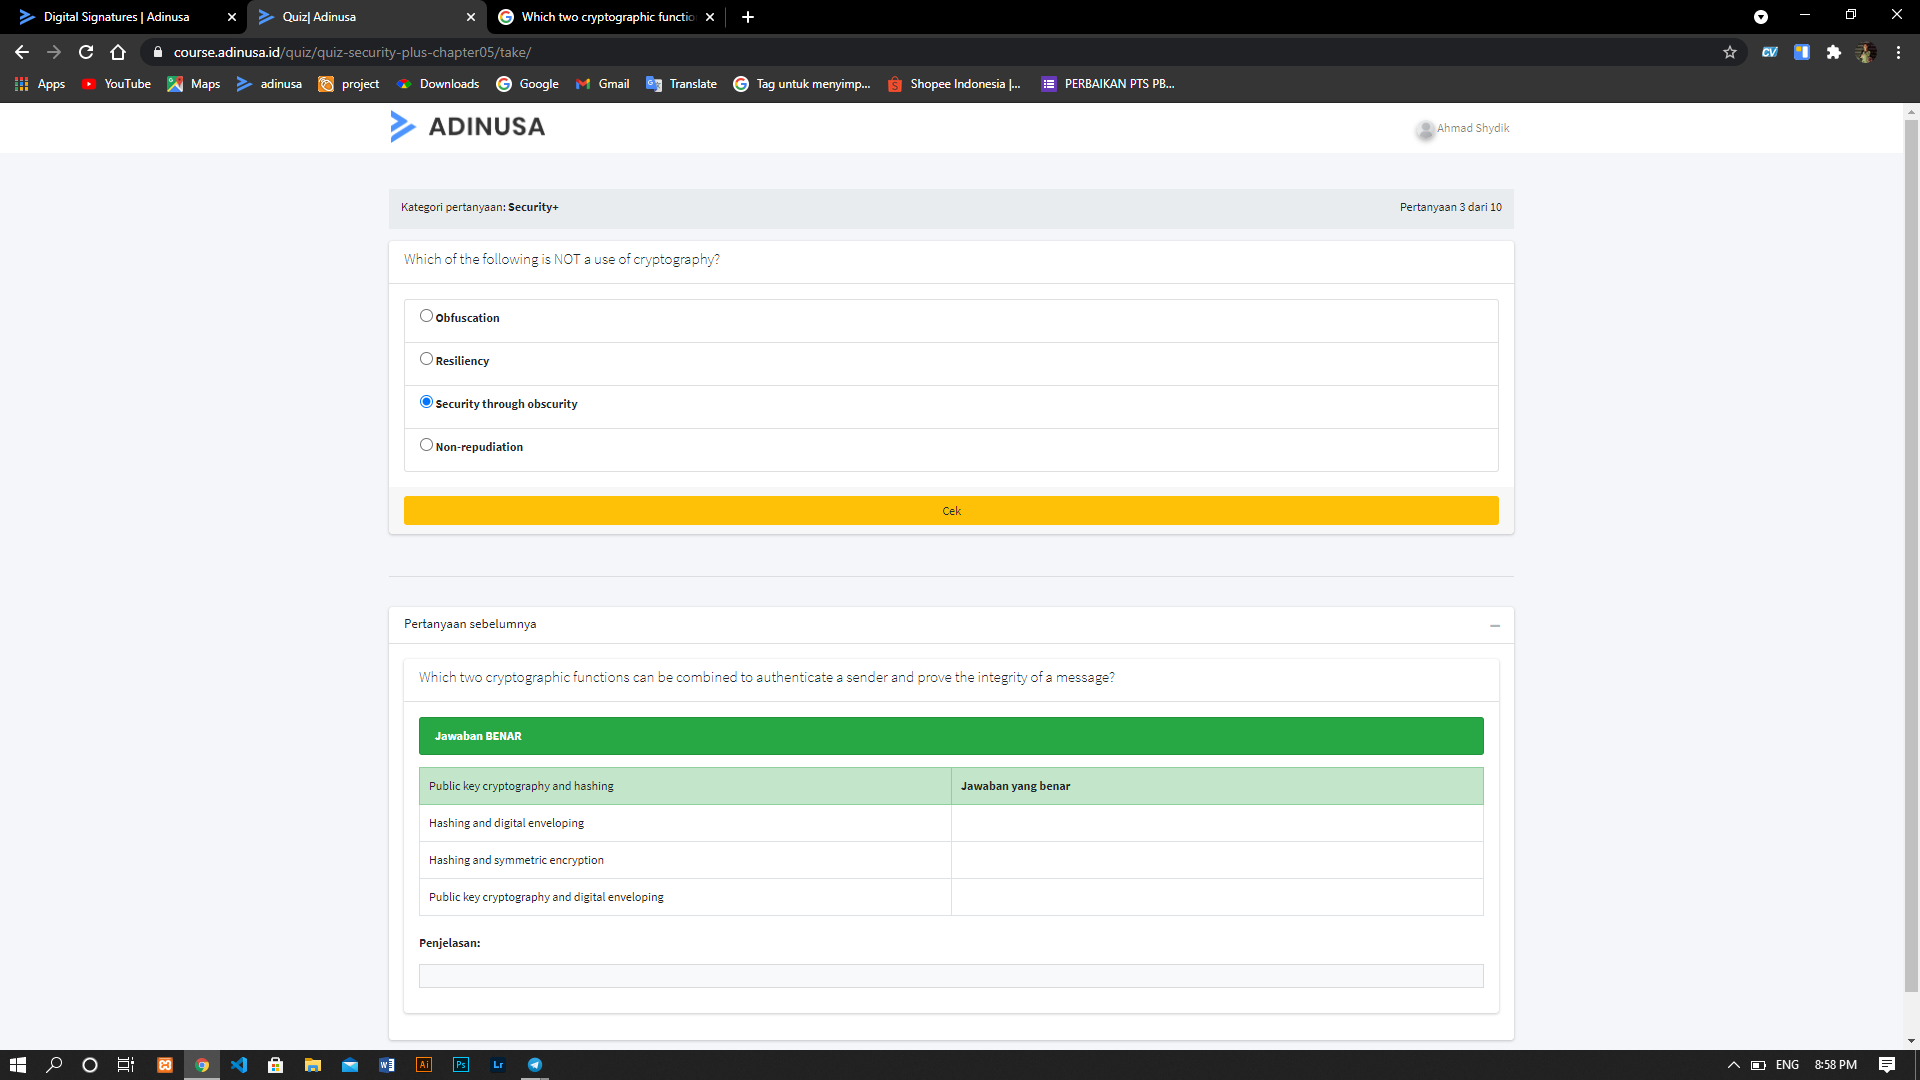 Digital Signatures | Adinusa
Quiz| Adinusa
Which two cryptographic functio
course.adinusa.id/quiz/quiz-security-plus-chapter05/take/
Apps
YouTube
Maps
adinusa
project
Downloads
Google
Gmail
Translate
Tag untuk menyimp...
Shopee Indonesia |...
PERBAIKAN PTS PB...
ADINUSA
Ahmad Shydik
Kategori pertanyaan: Security+
Pertanyaan 3 dari 10
Which of the following is NOT a use of cryptography?
Obfuscation
Resiliency
Security through obscurity
Non-repudiation
Cek
Pertanyaan sebelumnya
Which two cryptographic functions can be combined to authenticate a sender and prove the integrity of a message?
Jawaban BENAR
Public key cryptography and hashing
Jawaban yang benar
Hashing and digital enveloping
Hashing and symmetric encryption
Public key cryptography and digital enveloping
Penjelasan:
ENG
8:58 PM